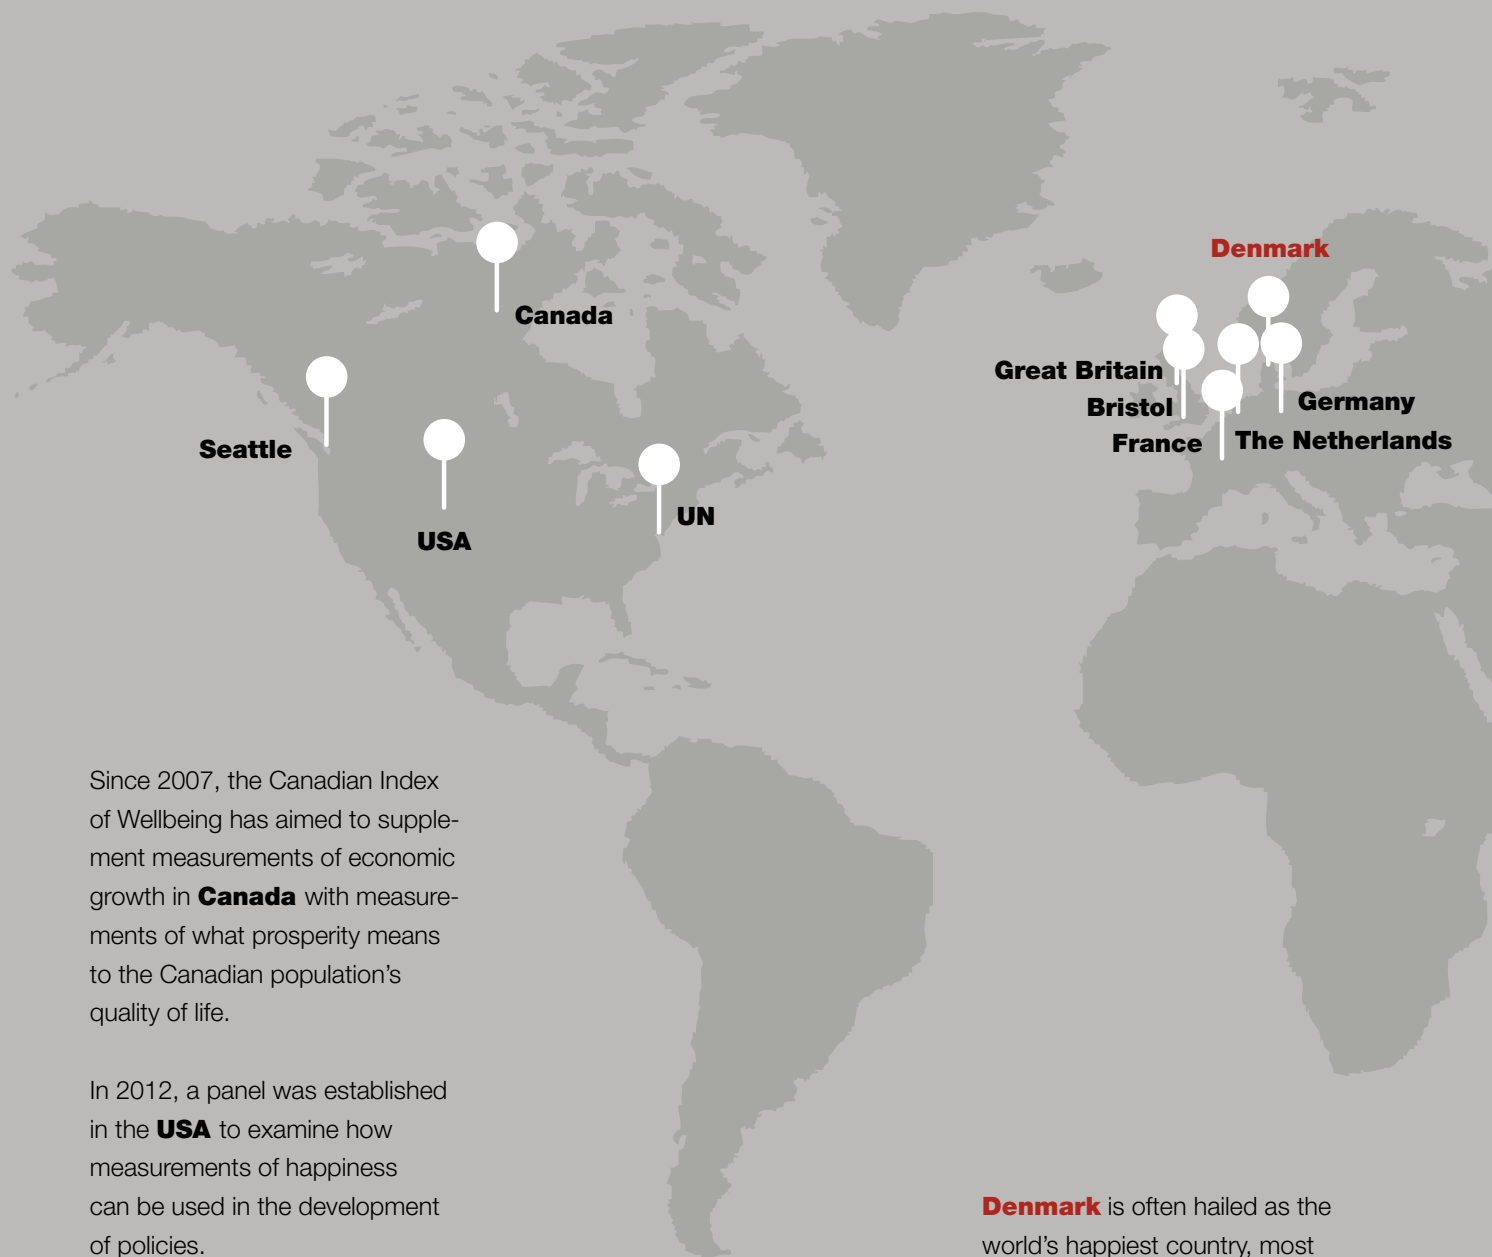 Denmark
Canada
Great Britain
Bristol
Germany
France
The Netherlands
Seattle
UN
USA
Since 2007, the Canadian Index
of Wellbeing has aimed to supple-
ment measurements of economic
growth in Canada with measure-
ments of what prosperity means
to the Canadian population’s
quality of life.
In 2012, a panel was established
in the USA to examine how
measurements of happiness
can be used in the development
of policies.
Denmark is often hailed as the
world’s happiest country, most